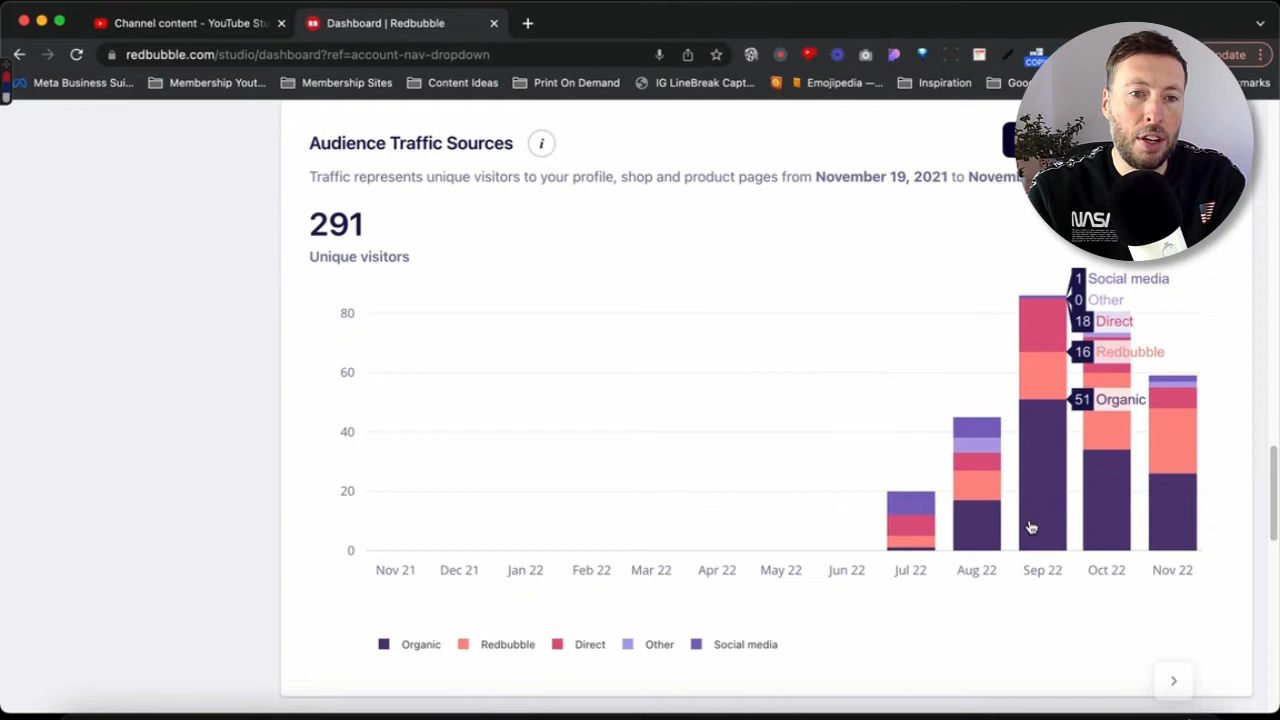 Channel content - YouTube Stu
Dashboard | Redbubble
redbubble.com/studio/dashboard?ref=account-nav-dropdown
Meta Business Sui...
Membership Yout...
Membership Sites
Content Ideas
Print On Demand
IG LineBreak Capt...
Emojipedia —...
Inspiration
Audience Traffic Sources
i
Traffic represents unique visitors to your profile, shop and product pages from November 19, 2021 to
291
Unique visitors
1 Social media
0 Other
18 Direct
16 Redbubble
51 Organic
80
60
40
20
0
Nov 21 Dec 21 Jan 22 Feb 22 Mar 22 Apr 22 May 22 Jun 22 Jul 22 Aug 22 Sep 22 Oct 22 Nov 22
Organic Redbubble Direct Other Social media
NASA